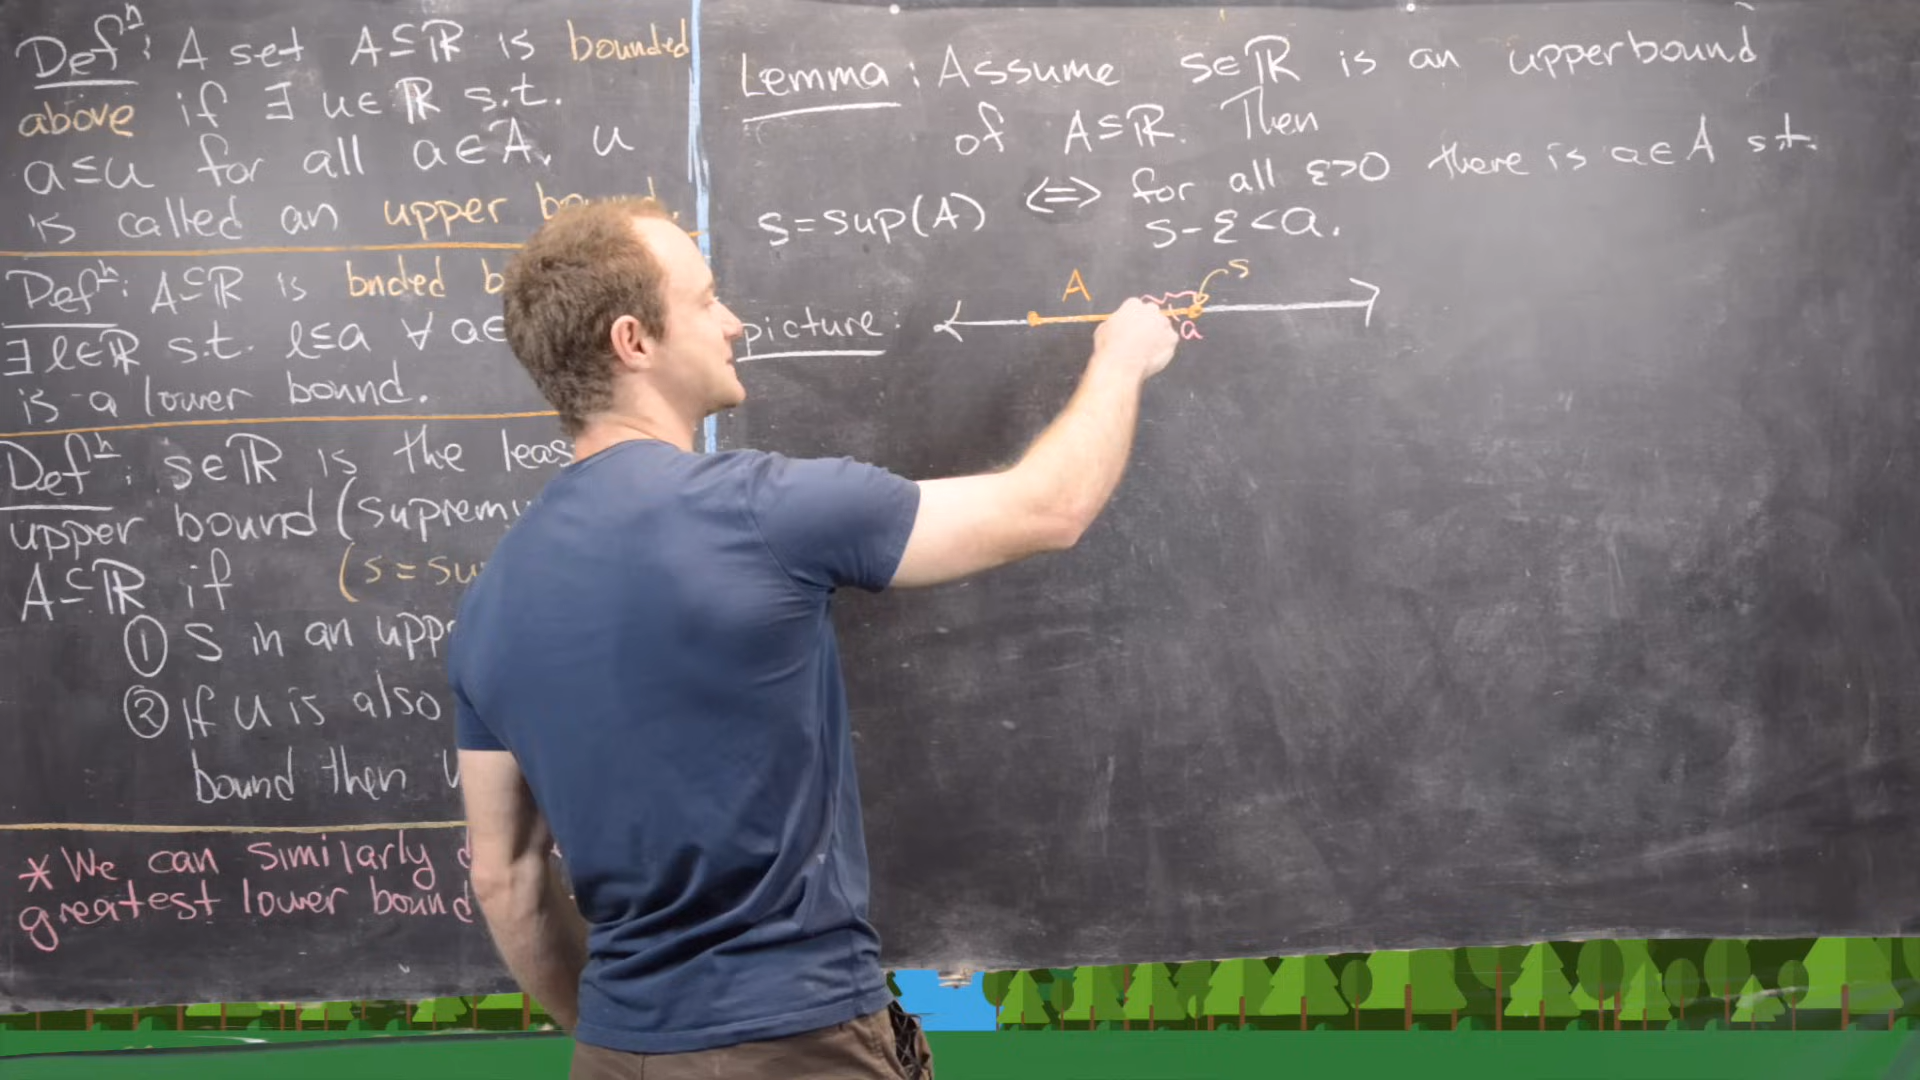 Defⁿ: A set A⊆ℝ is bounded
above if ∃ u∈ℝ s.t.
a≤u for all a∈A, u
is called an upper bound.
Defⁿ: A⊆ℝ is bnded
∃ℓ∈ℝ s.t. ℓ≤a ∀ a∈
is a lower bound.
Defⁿ: s∈ℝ is the
upper bound (
A⊆ℝ if (s=
① S in an
② If u is also
bound then
* We can similarly
greatest lower bound
Lemma: Assume s∈ℝ is an upperbound
of A⊆ℝ. Then
s=sup(A) ⟺ for all ε>0 there is a∈A s.t.
s-ε<a.
picture: A s
a